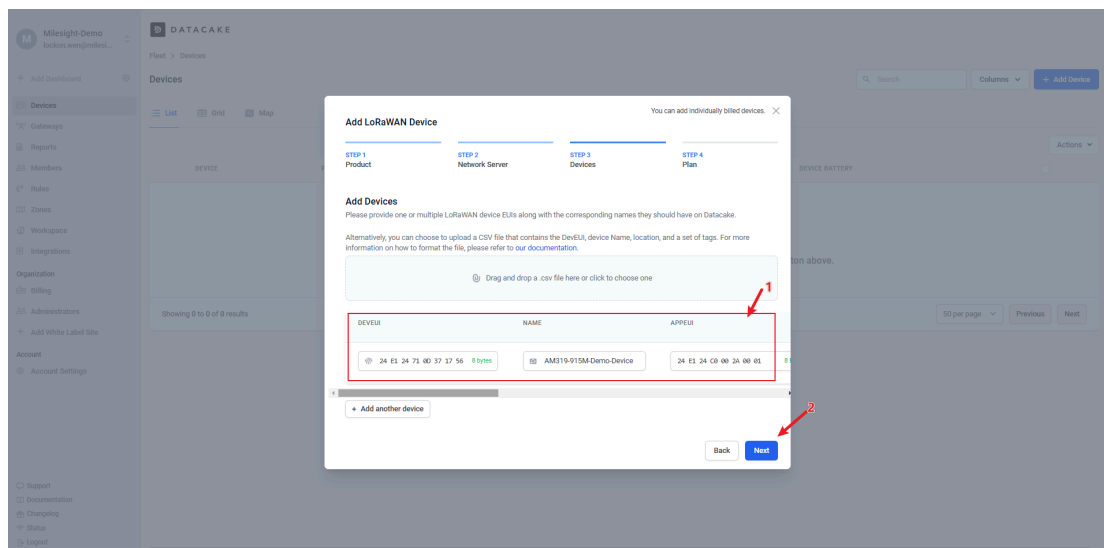 M
Milesight-Demo
lockon.wen@milesi...
+ Add Dashboard
Devices
Gateways
Reports
Members
Rules
Zones
Workspace
Integrations
Organization
Billing
Administrators
+ Add White Label Site
Account
Account Settings
Support
Documentation
Changelog
Status
Logout
DATACAKE
Fleet > Devices
Devices
Search
Columns
+ Add Device
List
Grid
Map
Actions
DEVICE
DEVICE BATTERY
ton above.
Showing 0 to 0 of 0 results
50 per page
Previous
Next
You can add individually billed devices.
Add LoRaWAN Device
STEP 1
Product
STEP 2
Network Server
STEP 3
Devices
STEP 4
Plan
Add Devices
Please provide one or multiple LoRaWAN device EUIs along with the corresponding names they should have on Datacake.
Alternatively, you can choose to upload a CSV file that contains the DevEUI, device Name, location, and a set of tags. For more
information on how to format the file, please refer to our documentation.
Drag and drop a .csv file here or click to choose one
1
DEVEUI NAME APPEUI
24 E1 24 71 0D 37 17 56 8 bytes AM319-915M-Demo-Device 24 E1 24 C0 00 2A 00 01 8
+ Add another device
2
Back
Next